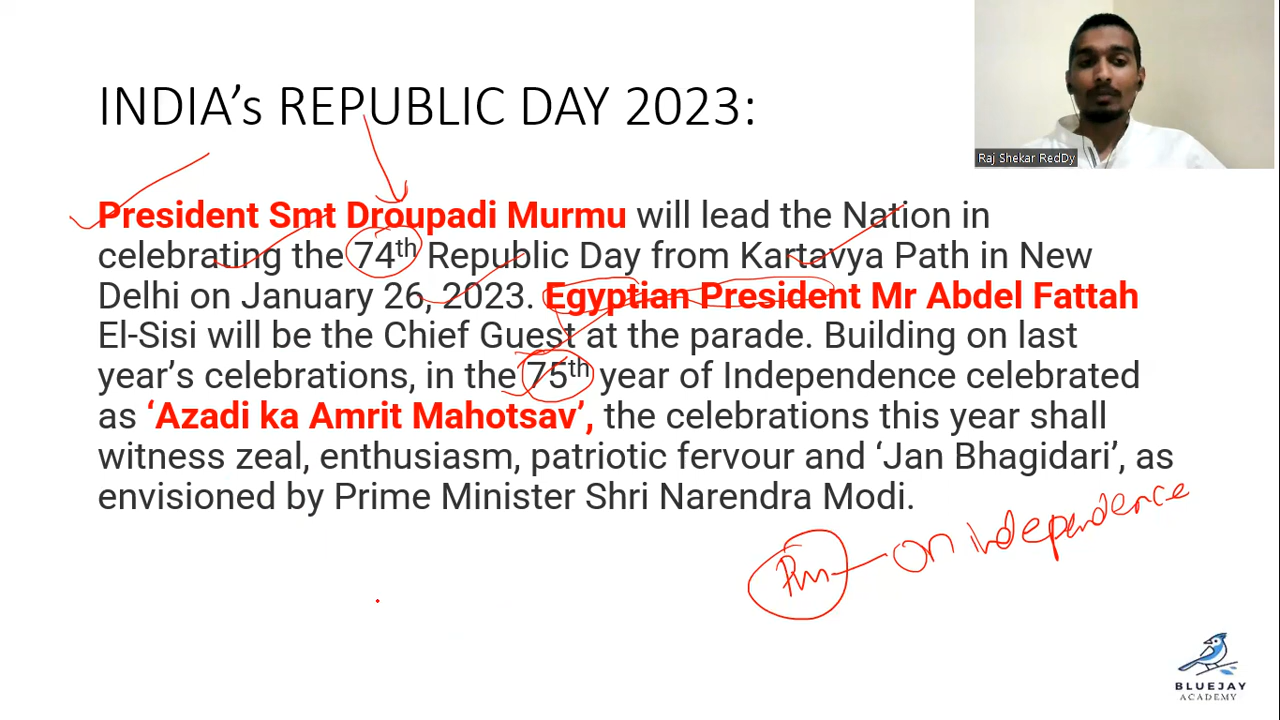 INDIA's REPUBLIC DAY 2023:
Raj Shekar RedDy
President Smt Droupadi Murmu will lead the Nation in
celebrating the 74th Republic Day from Kartavya Path in New
Delhi on January 26, 2023. Egyptian President Mr Abdel Fattah
El-Sisi will be the Chief Guest at the parade. Building on last
year's celebrations, in the 75th year of Independence celebrated
as 'Azadi ka Amrit Mahotsav', the celebrations this year shall
witness zeal, enthusiasm, patriotic fervour and 'Jan Bhagidari', as
envisioned by Prime Minister Shri Narendra Modi.
Pm on independence
BLUEJAY
ACADEMY